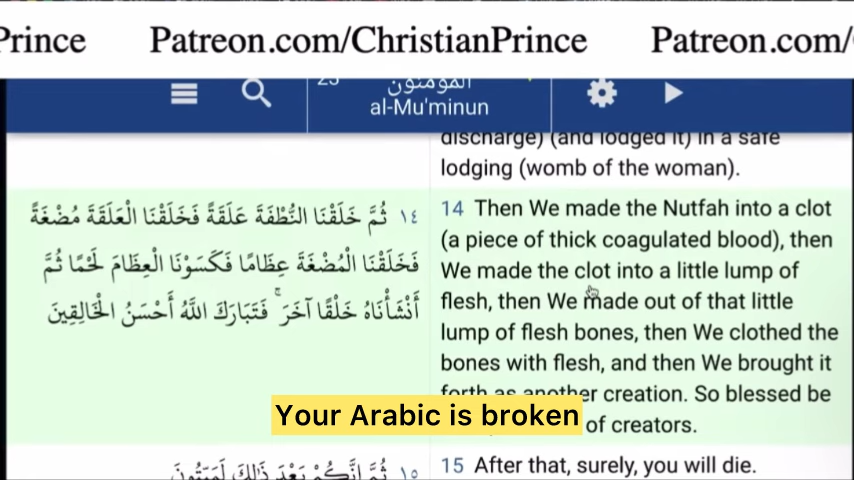 Prince Patreon.com/ChristianPrince Patreon.com/
المؤمنون
al-Mu'minun
discharge) (and lodged it) in a safe
lodging (womb of the woman).
١٤ ثُمَّ خَلَقْنَا النُّطْفَةَ عَلَقَةً فَخَلَقْنَا الْعَلَقَةَ مُضْغَةً
فَخَلَقْنَا الْمُضْغَةَ عِظَامًا فَكَسَوْنَا الْعِظَامَ لَحْمًا ثُمَّ
أَنْشَأْنَاهُ خَلْقًا آخَرَ ۚ فَتَبَارَكَ اللَّهُ أَحْسَنُ الْخَالِقِينَ
14 Then We made the Nutfah into a clot
(a piece of thick coagulated blood), then
We made the clot into a little lump of
flesh, then We made out of that little
lump of flesh bones, then We clothed the
bones with flesh, and then We brought it
forth as another creation. So blessed be
of creators.
Your Arabic is broken
١٥ ثُمَّ إِنَّكُمْ بَعْدَ ذَٰلِكَ لَمَيِّتُونَ
15 After that, surely, you will die.